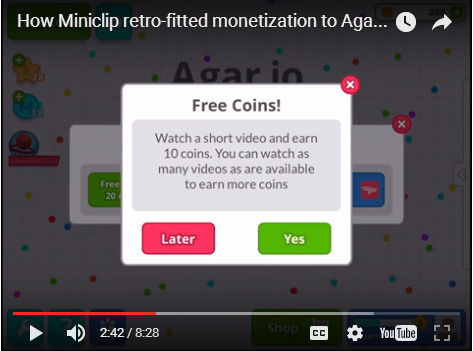 How Miniclip retro-fitted monetization to Aga...
Agar.io
Free Coins!
Watch a short video and earn
10 coins. You can watch as
many videos as are available
to earn more coins
Free
20
Later
Yes
Shop
2:42 / 8:28
CC
YouTube